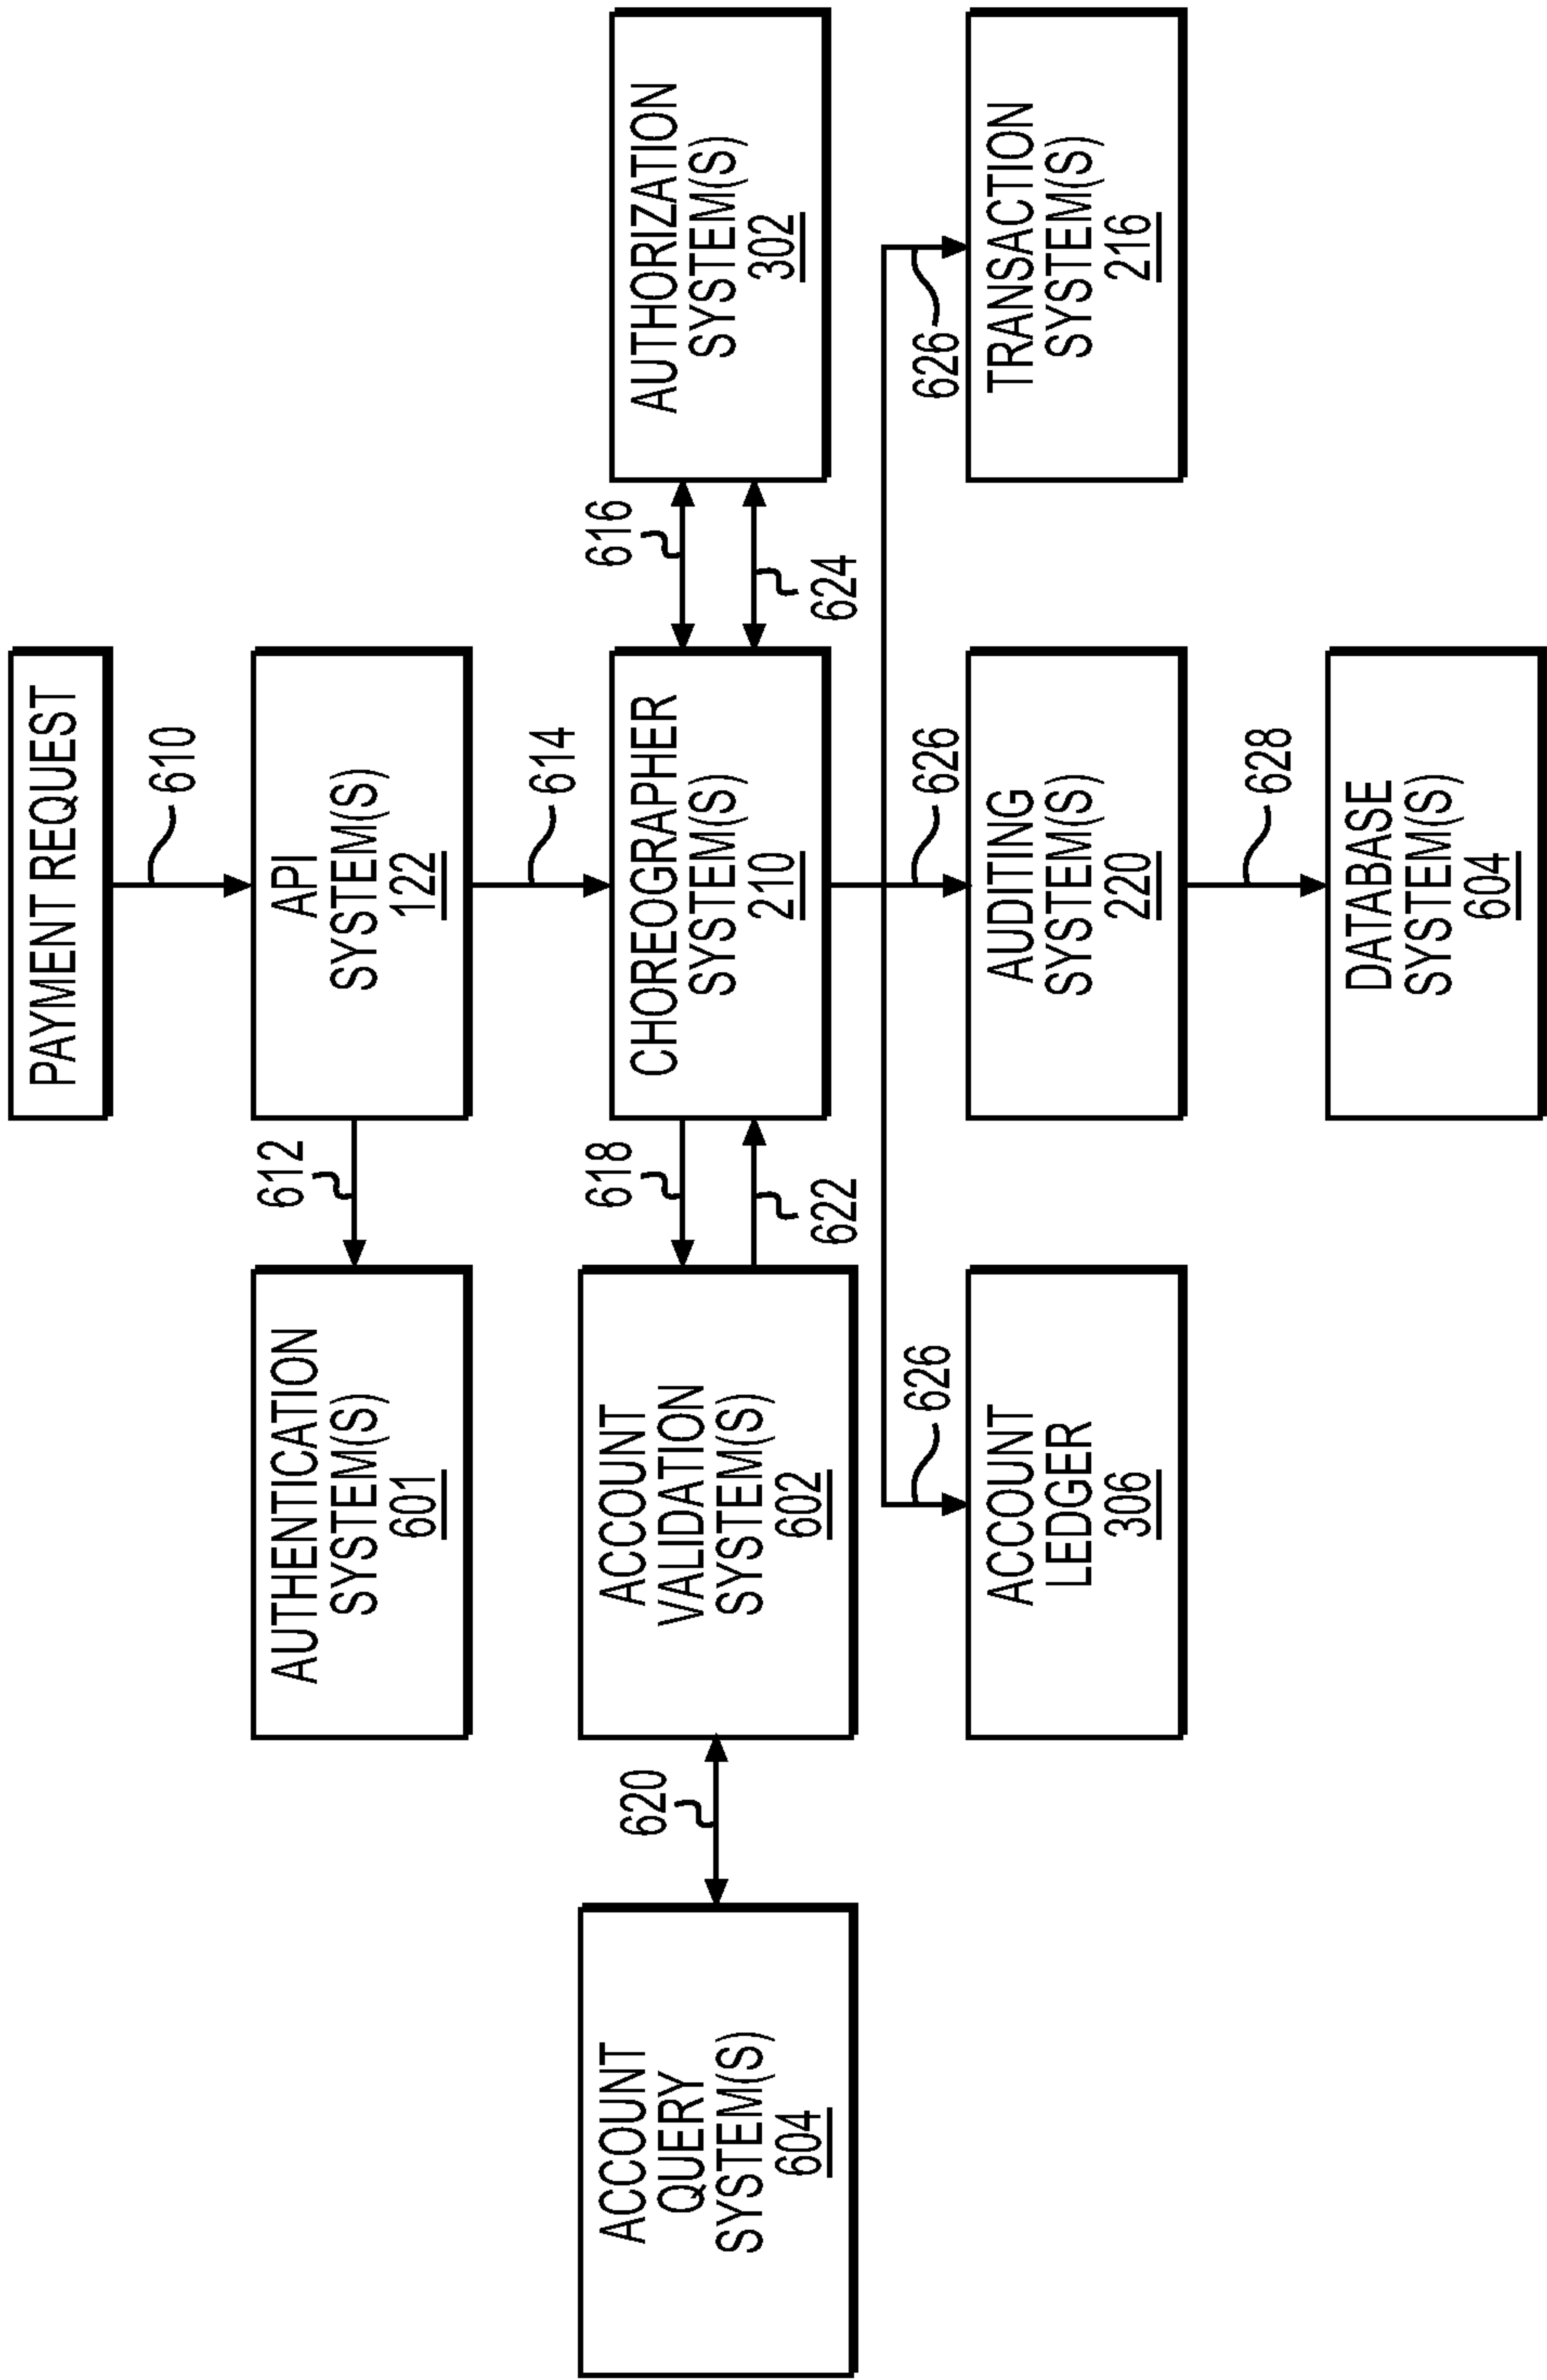 PAYMENT REQUEST
610
612
AUTHENTICATION
SYSTEM(S)
601
API
SYSTEM(S)
122
614
620
618
616
ACCOUNT
QUERY
SYSTEM(S)
604
ACCOUNT
VALIDATION
SYSTEM(S)
602
CHOREOGRAPHER
SYSTEM(S)
210
AUTHORIZATION
SYSTEM(S)
302
622
624
626
626
626
ACCOUNT
LEDGER
306
AUDITING
SYSTEM(S)
220
TRANSACTION
SYSTEM(S)
216
628
DATABASE
SYSTEM(S)
604